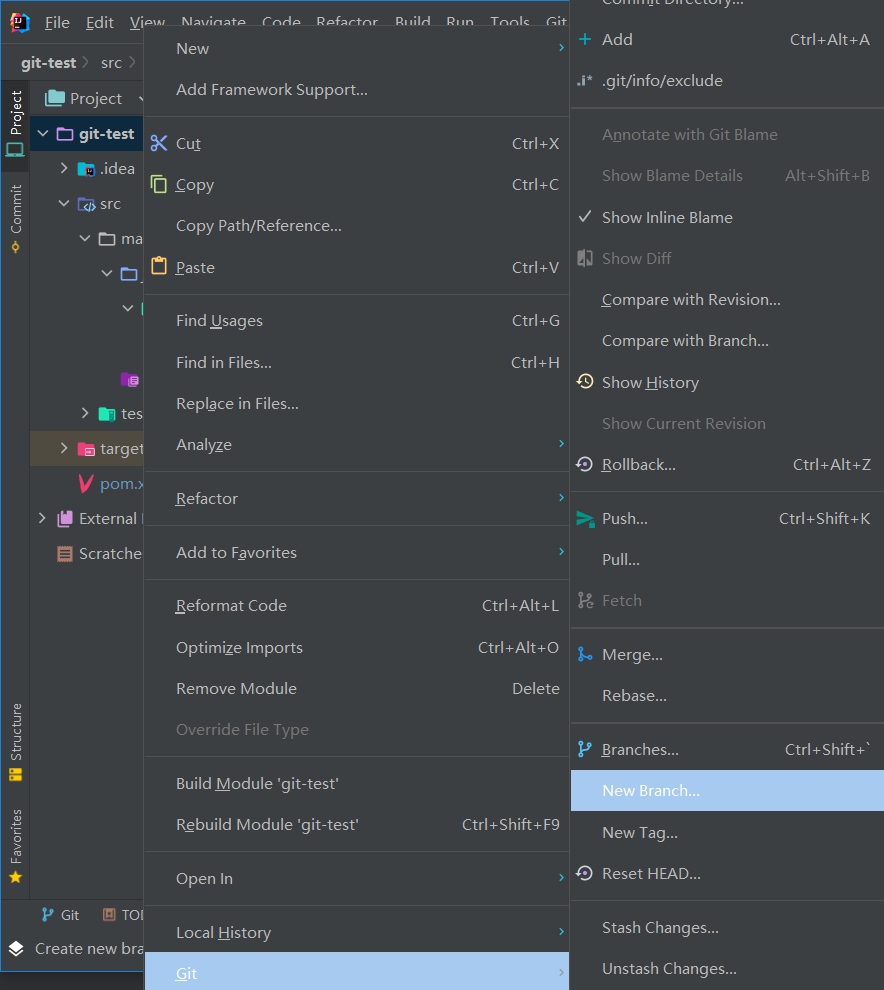 File Edit View Navigate Code Refactor Build Run Tools Git
git-test src
Project
Project
git-test
.idea
src
Commit
External
pom.x
target
Structure
Favorites
Git
Create new bra
New
Add Framework Support...
Cut Ctrl+X
Copy Ctrl+C
Copy Path/Reference...
Paste Ctrl+V
Find Usages Ctrl+G
Find in Files... Ctrl+H
Replace in Files...
Analyze
Refactor
Add to Favorites
Reformat Code Ctrl+Alt+L
Optimize Imports Ctrl+Alt+O
Remove Module Delete
Override File Type
Build Module 'git-test'
Rebuild Module 'git-test' Ctrl+Shift+F9
Open In
Local History
Git
Commit Directory...
Add Ctrl+Alt+A
.git/info/exclude
Annotate with Git Blame
Show Blame Details Alt+Shift+B
Show Inline Blame
Show Diff
Compare with Revision...
Compare with Branch...
Show History
Show Current Revision
Rollback... Ctrl+Alt+Z
Push... Ctrl+Shift+K
Pull...
Fetch
Merge...
Rebase...
Branches... Ctrl+Shift+`
New Branch...
New Tag...
Reset HEAD...
Stash Changes...
Unstash Changes...